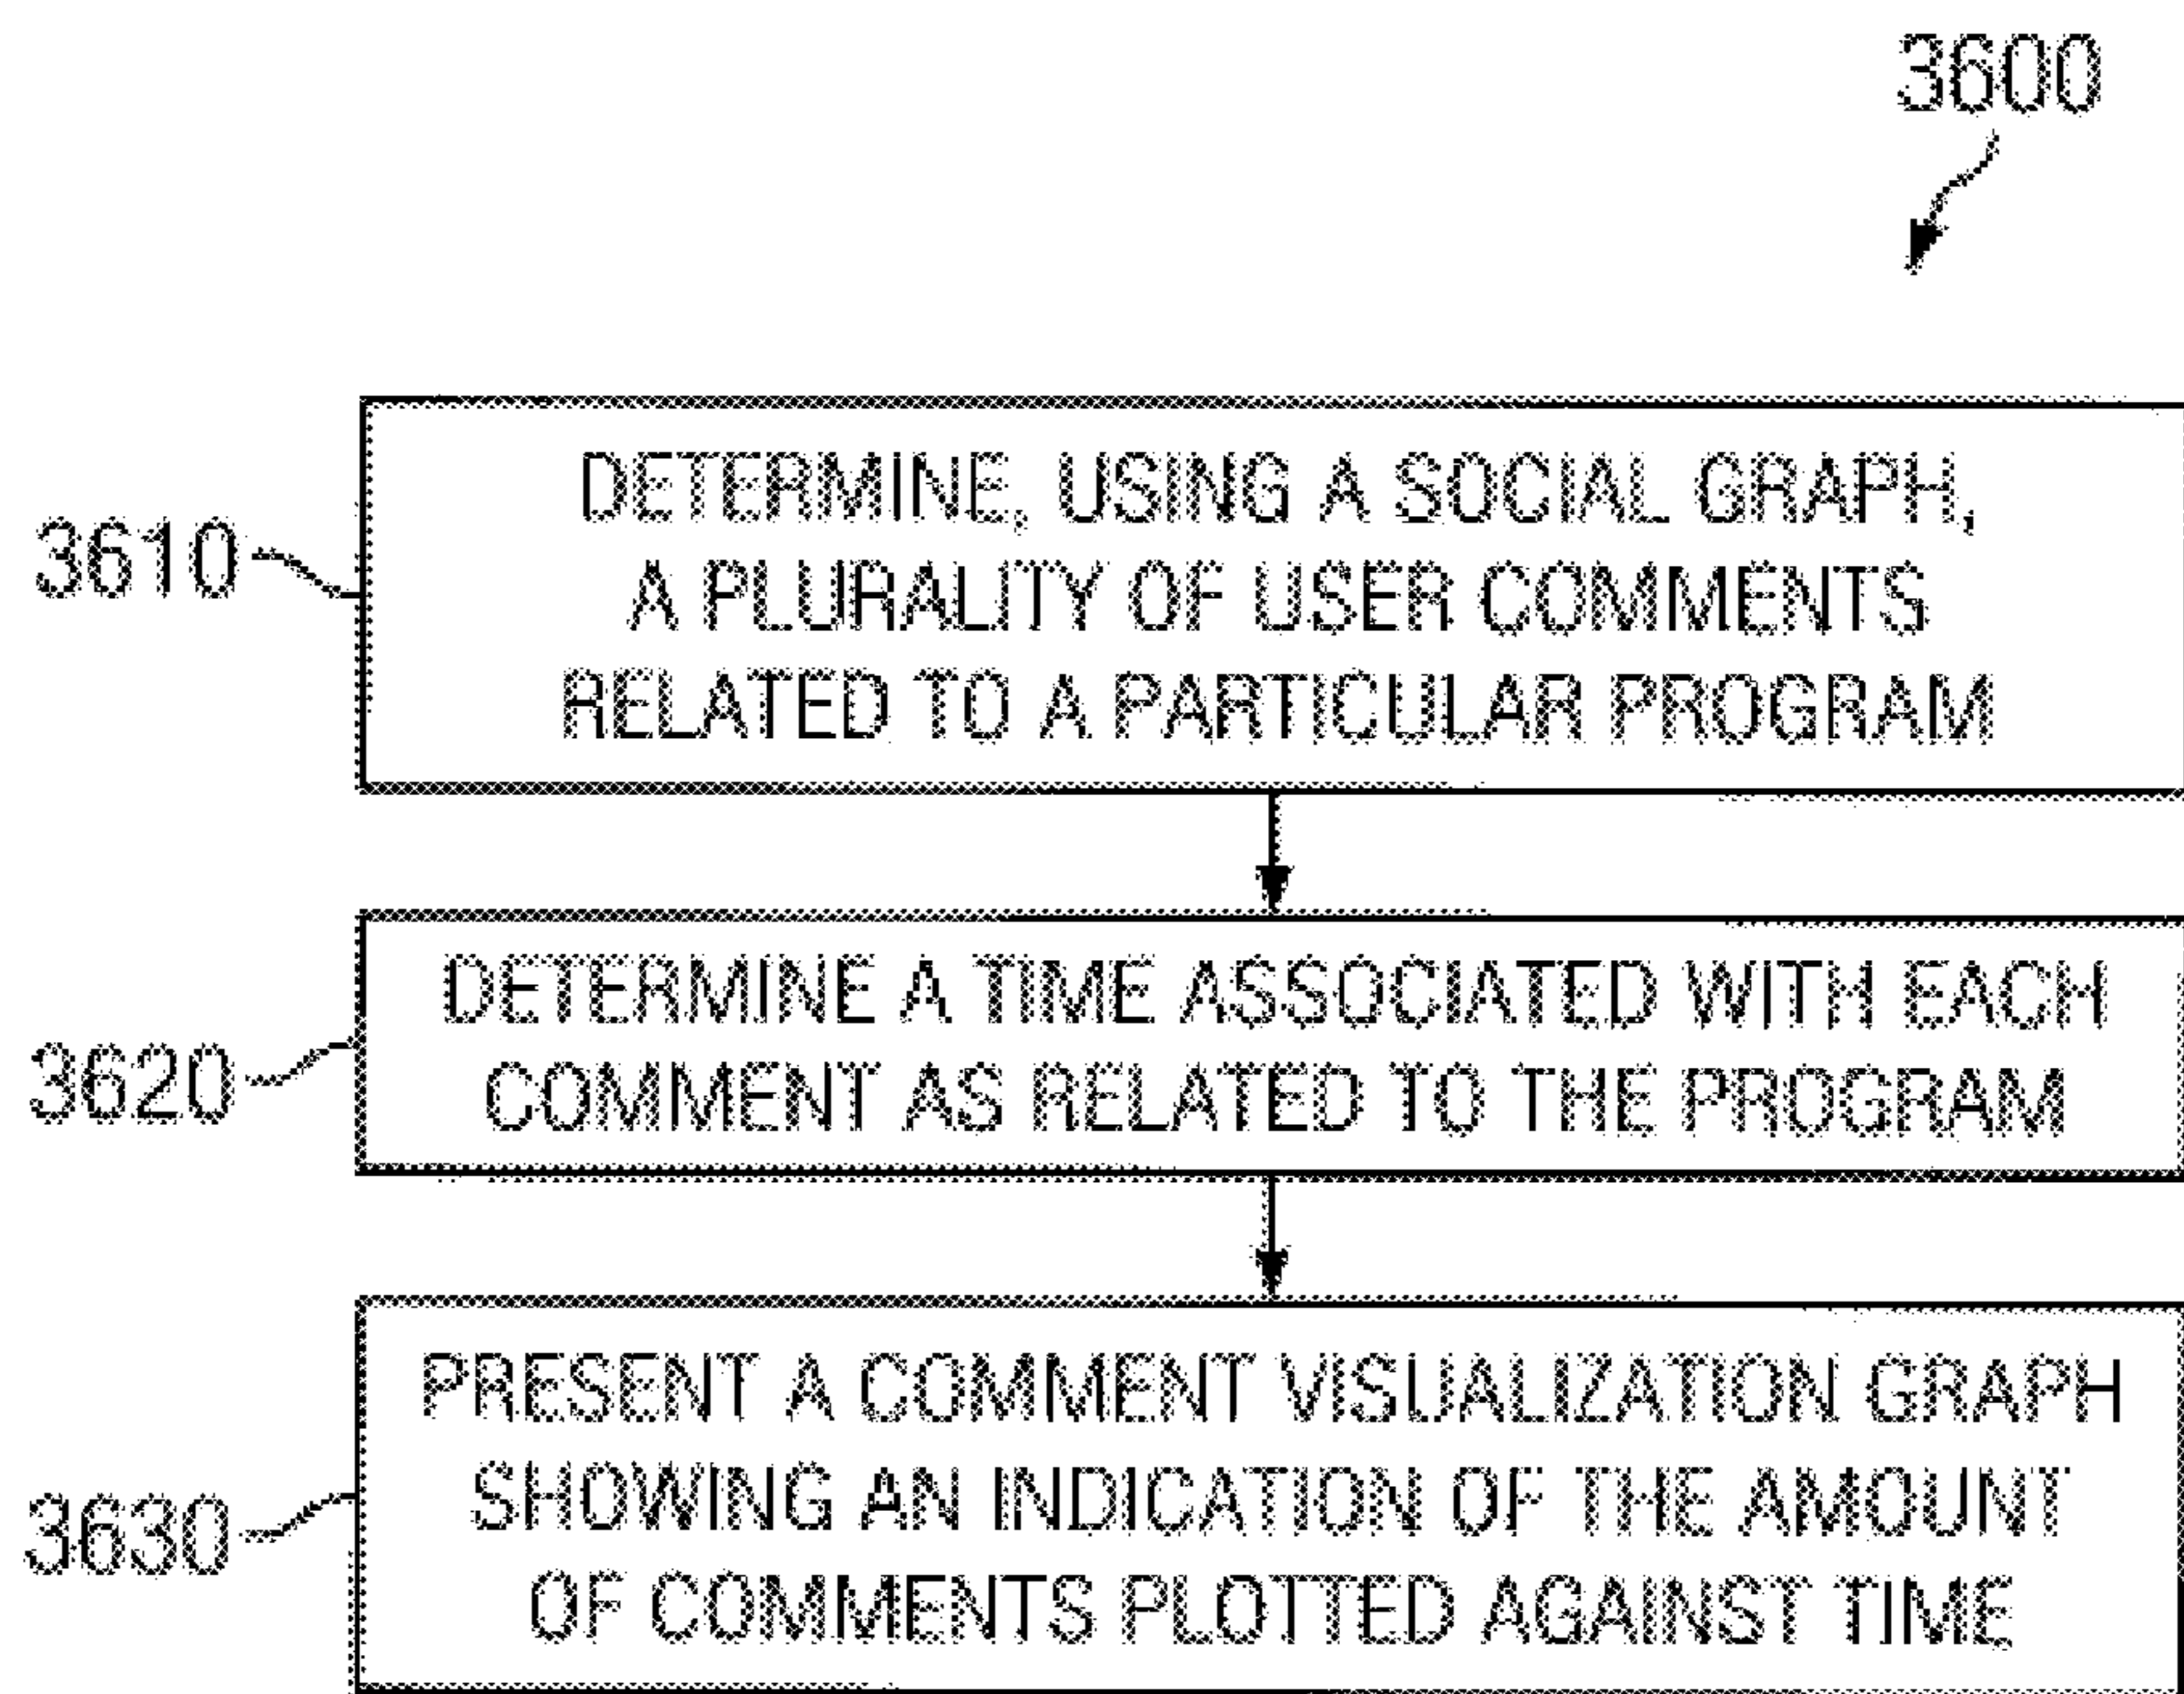 3600
3610
DETERMINE, USING A SOCIAL GRAPH,
A PLURALITY OF USER COMMENTS
RELATED TO A PARTICULAR PROGRAM
3620
DETERMINE A TIME ASSOCIATED WITH EACH
COMMENT AS RELATED TO THE PROGRAM
3630
PRESENT A COMMENT VISUALIZATION GRAPH
SHOWING AN INDICATION OF THE AMOUNT
OF COMMENTS PLOTTED AGAINST TIME